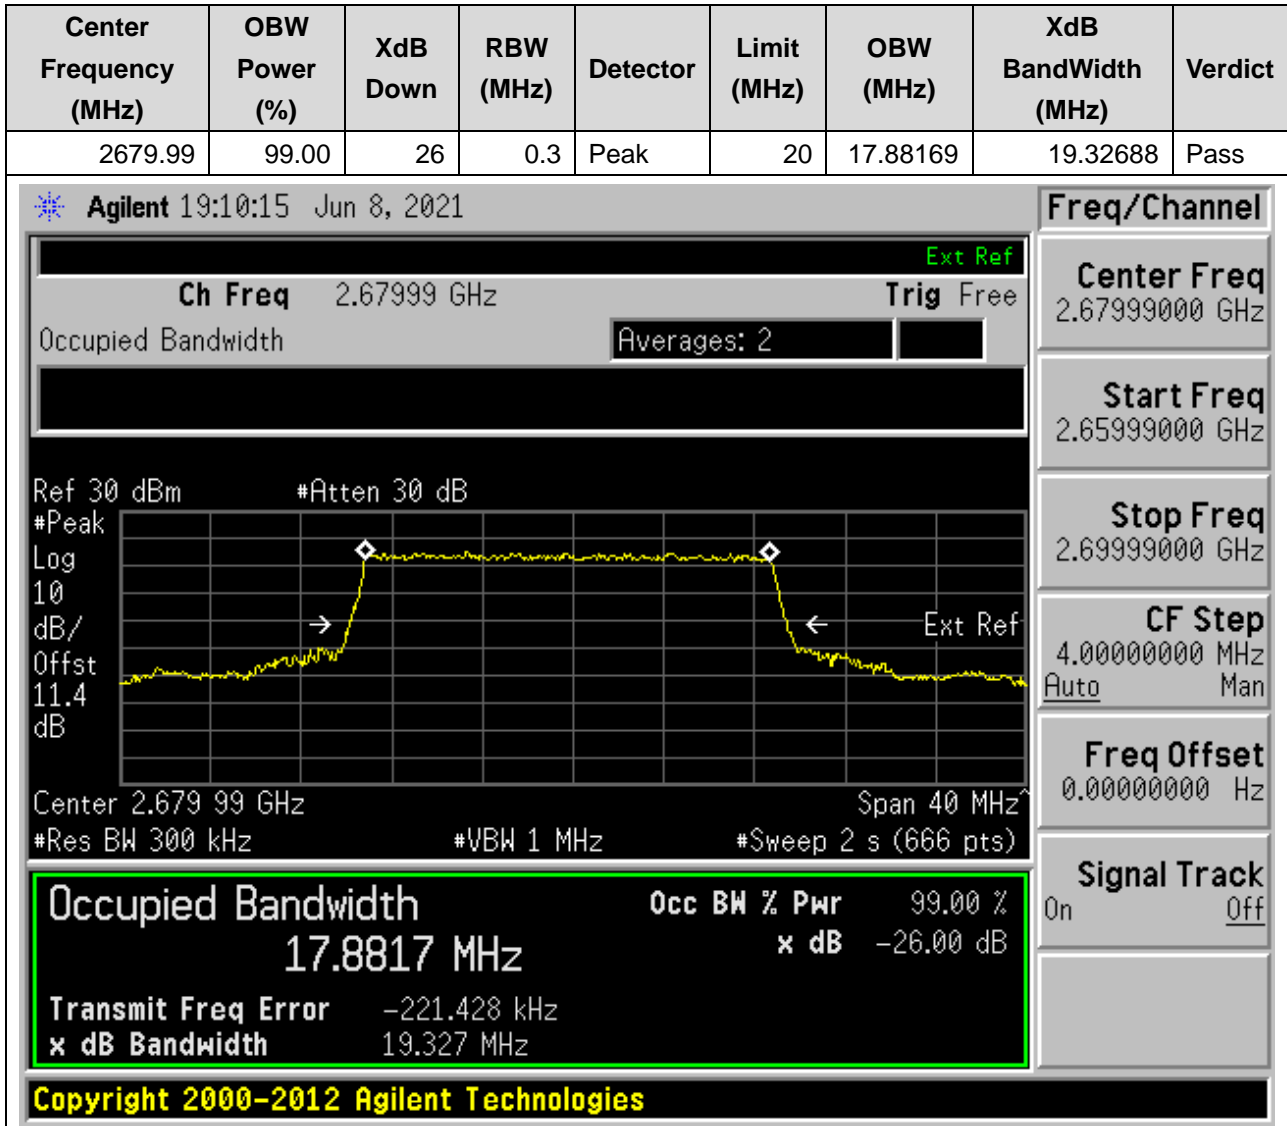 Center Frequency (MHz) OBW Power (%) XdB Down RBW (MHz) Detector Limit (MHz) OBW (MHz) XdB BandWidth (MHz) Verdict
2679.99 99.00 26 0.3 Peak 20 17.88169 19.32688 Pass
Agilent 19:10:15 Jun 8, 2021
Freq/Channel
Ext Ref
Ch Freq 2.67999 GHz Trig Free
Occupied Bandwidth Averages: 2
Center Freq
2.67999000 GHz
Start Freq
2.65999000 GHz
Stop Freq
2.69999000 GHz
CF Step
4.00000000 MHz
Auto Man
Freq Offset
0.00000000 Hz
Signal Track
On Off
Ref 30 dBm #Atten 30 dB
#Peak
Log
10
dB/
Offst
11.4
dB
Ext Ref
Center 2.679 99 GHz Span 40 MHz^
#Res BW 300 kHz #VBW 1 MHz #Sweep 2 s (666 pts)
Occupied Bandwidth Occ BW % Pwr 99.00 %
17.8817 MHz x dB -26.00 dB
Transmit Freq Error -221.428 kHz
x dB Bandwidth 19.327 MHz
Copyright 2000-2012 Agilent Technologies